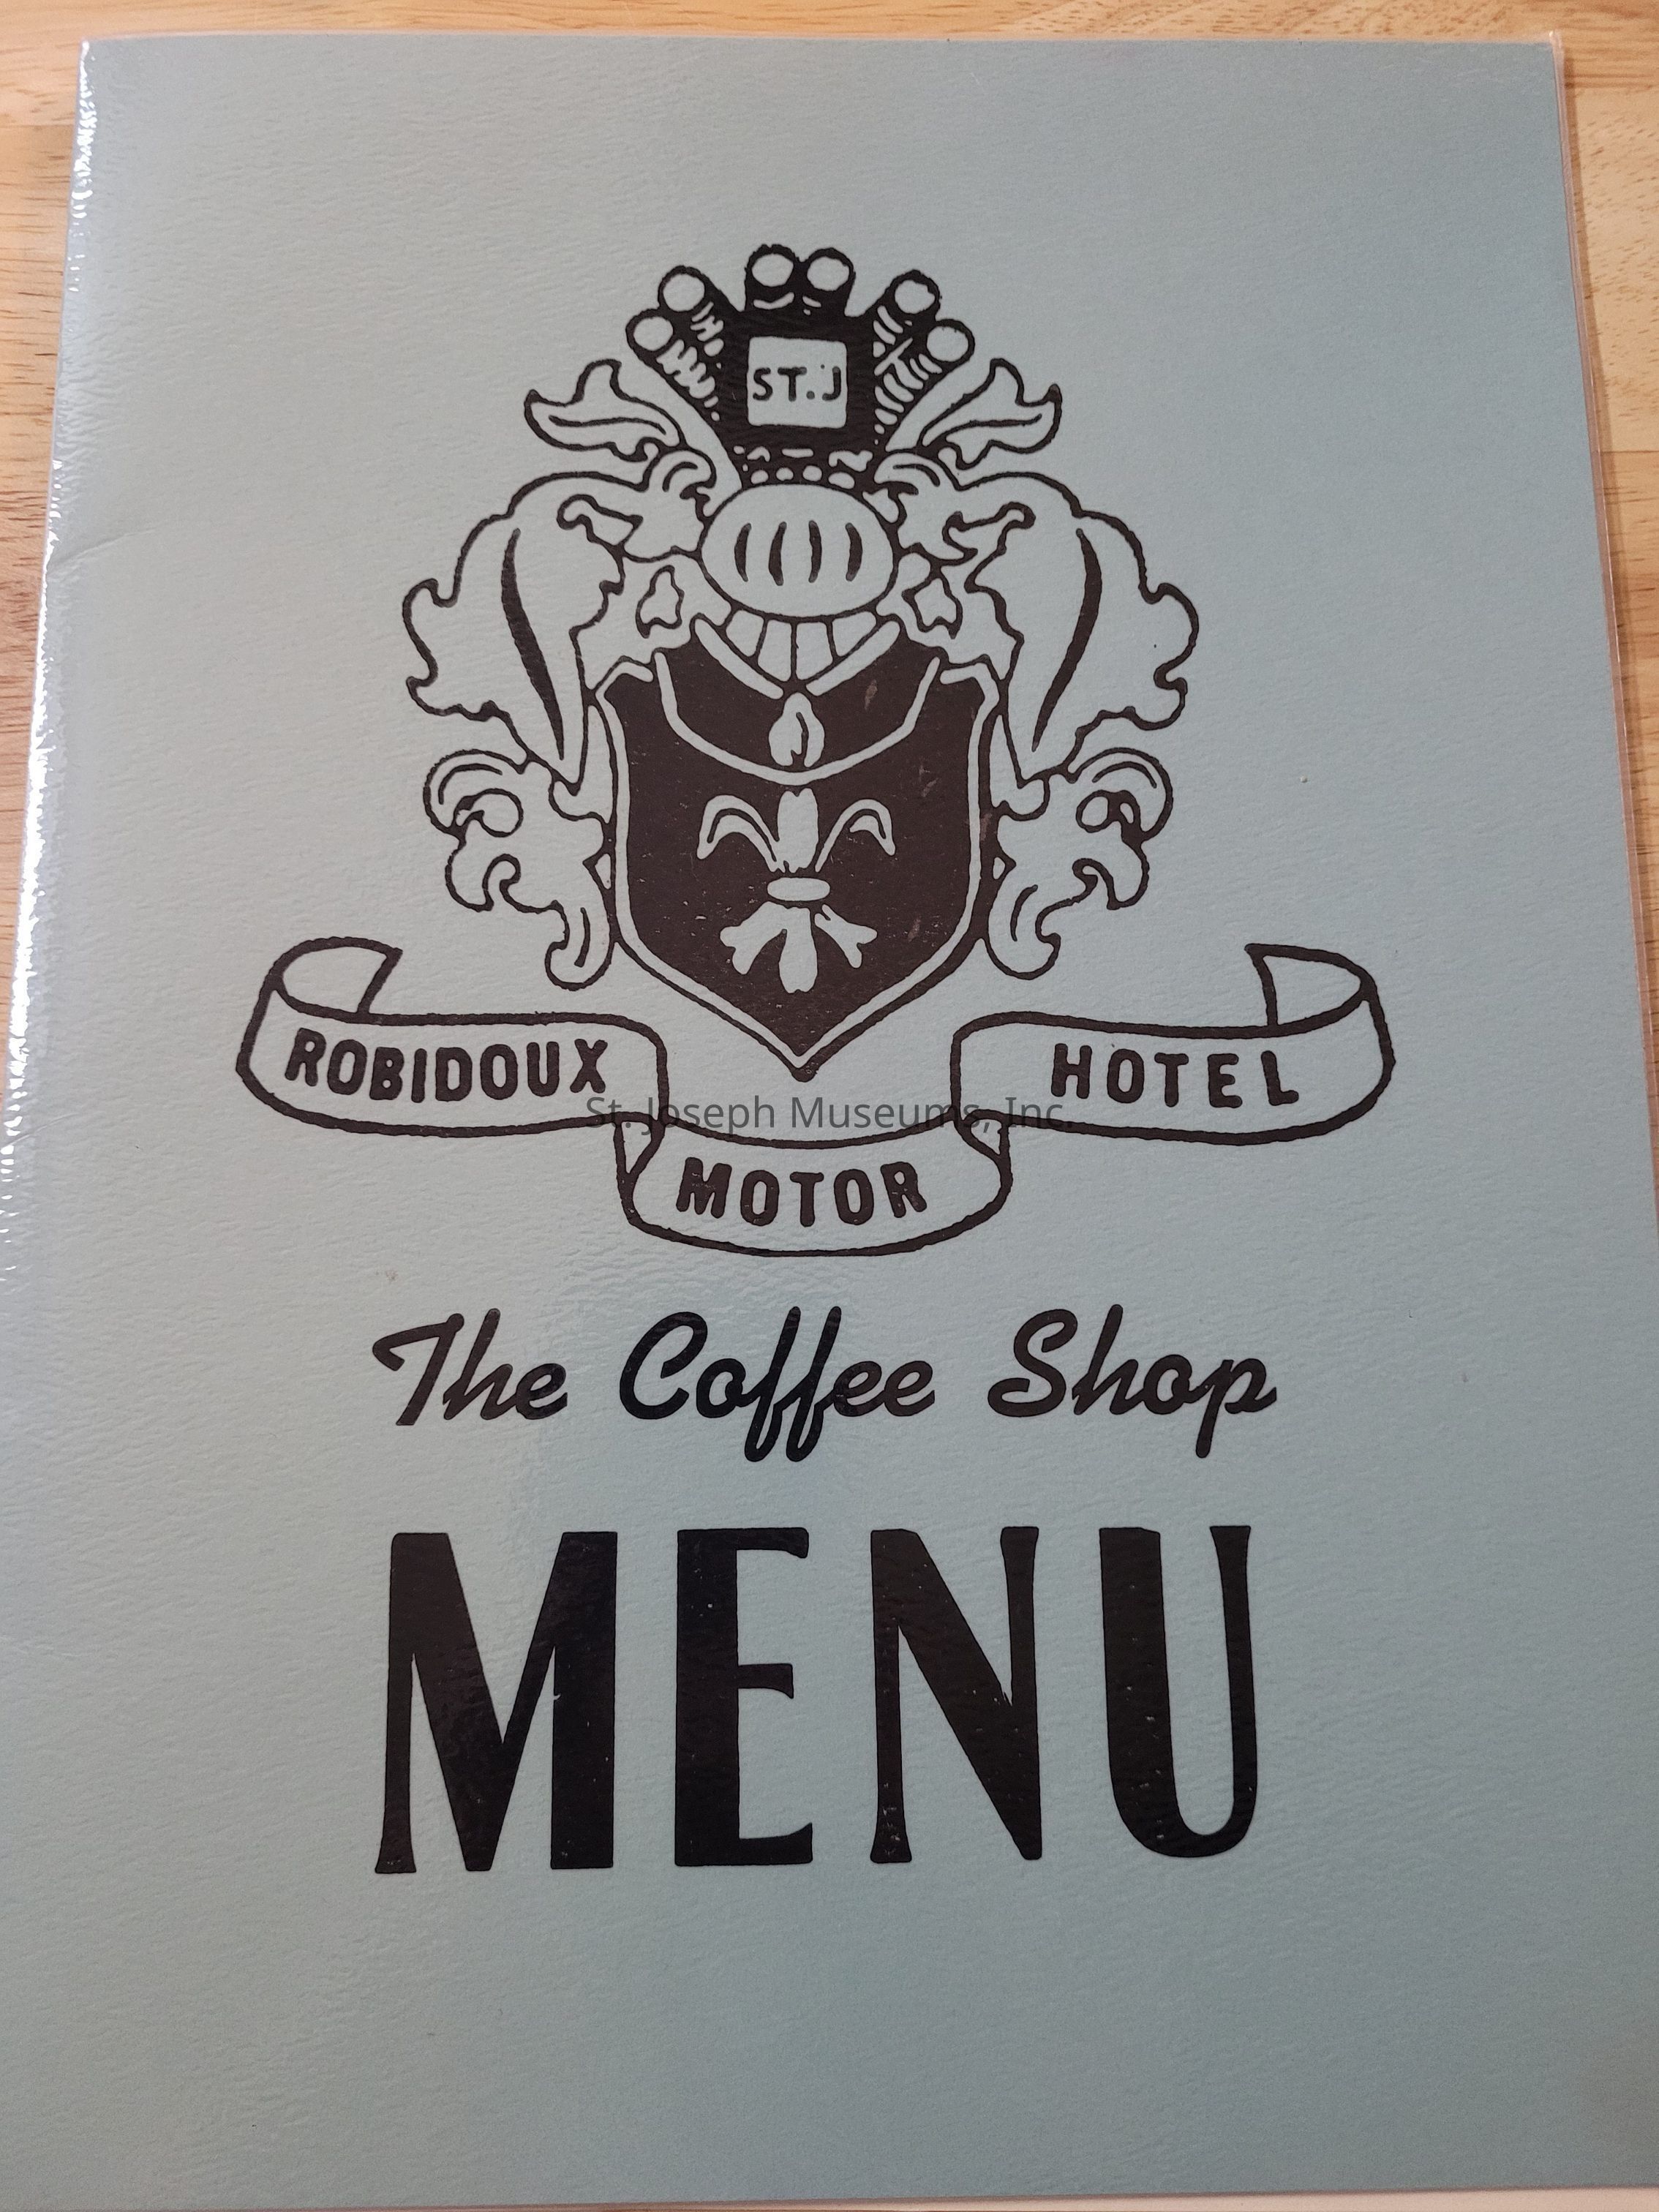 ST.J
ROBIDOUX MOTOR HOTEL
St. Joseph Museums, Inc.
The Coffee Shop
MENU